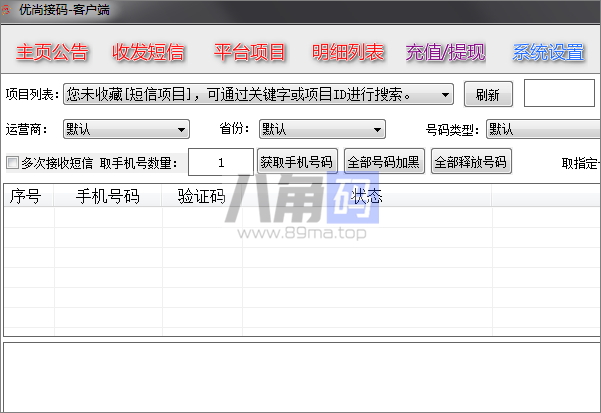 优尚接码-客户端
主页公告 收发短信 平台项目 明细列表 充值/提现 系统设置
项目列表: 您未收藏[短信项目]，可通过关键字或项目ID进行搜索。 刷新
运营商: 默认 省份: 默认 号码类型: 默认
多次接收短信 取手机号数量: 1 获取手机号码 全部号码加黑 全部释放号码 取指定
序号 手机号码 验证码 状态
八角码
www.89ma.top